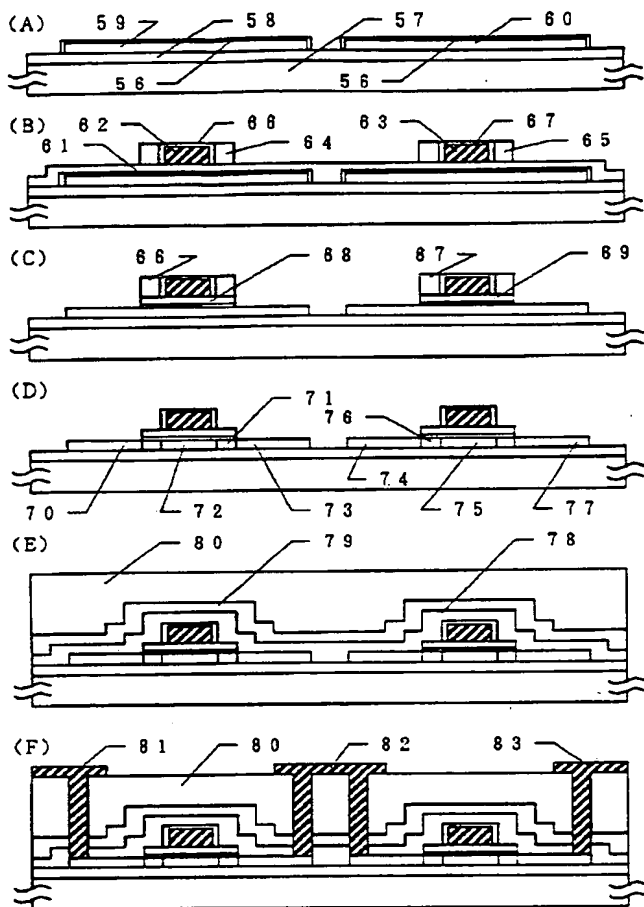 (A) 59 58 57 60
56 56
(B) 62 66 63 67
61 64 65
(C) 66 68 67 69
(D) 71 76
74
70 72 73 75 77
(E) 80 79 78
(F) 81 80 82 83